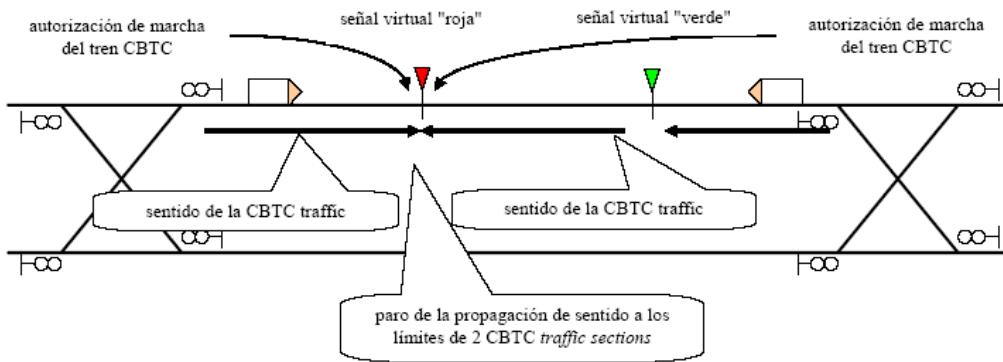 señal virtual "roja"
señal virtual "verde"
autorización de marcha
del tren CBTC
autorización de marcha
del tren CBTC
sentido de la CBTC traffic
sentido de la CBTC traffic
paro de la propagación de sentido a los
límites de 2 CBTC traffic sections